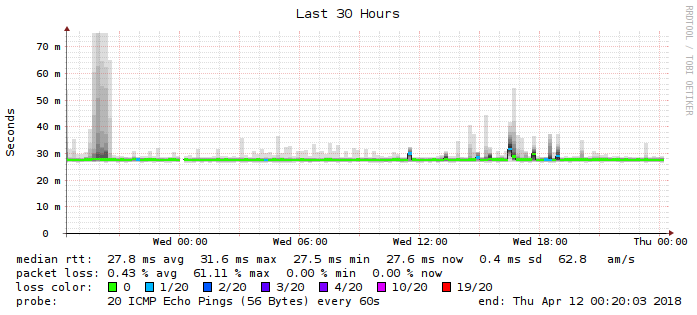 Last 30 Hours
RRDTOOL / TOBI OETIKER
Seconds
70 m
60 m
50 m
40 m
30 m
20 m
10 m
0
Wed 00:00 Wed 06:00 Wed 12:00 Wed 18:00 Thu 00:00
median rtt: 27.8 ms avg 31.6 ms max 27.5 ms min 27.6 ms now 0.4 ms sd 62.8 am/s
packet loss: 0.43 % avg 61.11 % max 0.00 % min 0.00 % now
loss color: 0 1/20 2/20 3/20 4/20 10/20 19/20
probe: 20 ICMP Echo Pings (56 Bytes) every 60s end: Thu Apr 12 00:20:03 2018